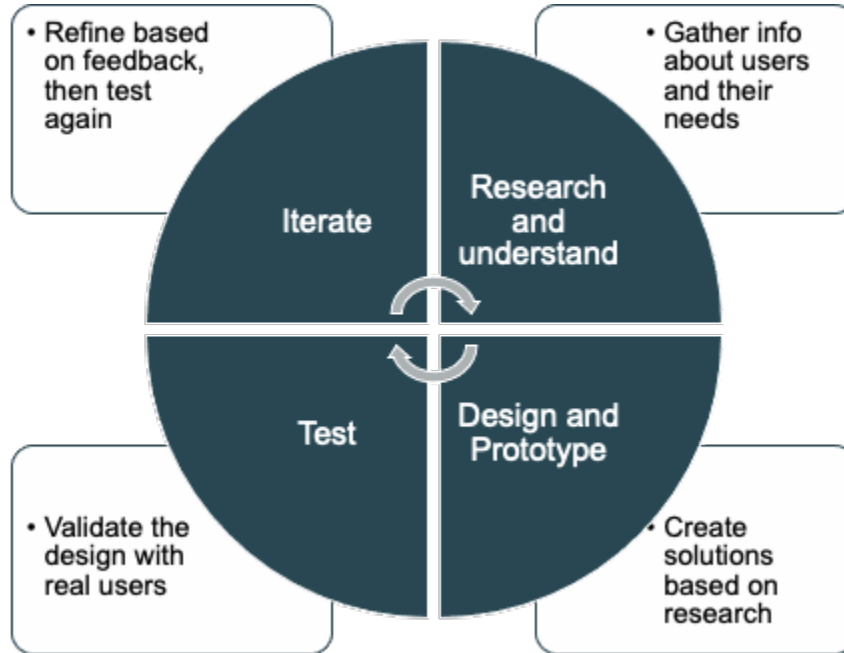 • Refine based
on feedback,
then test
again
• Gather info
about users
and their
needs
Iterate
Research
and
understand
Test
Design and
Prototype
• Validate the
design with
real users
• Create
solutions
based on
research